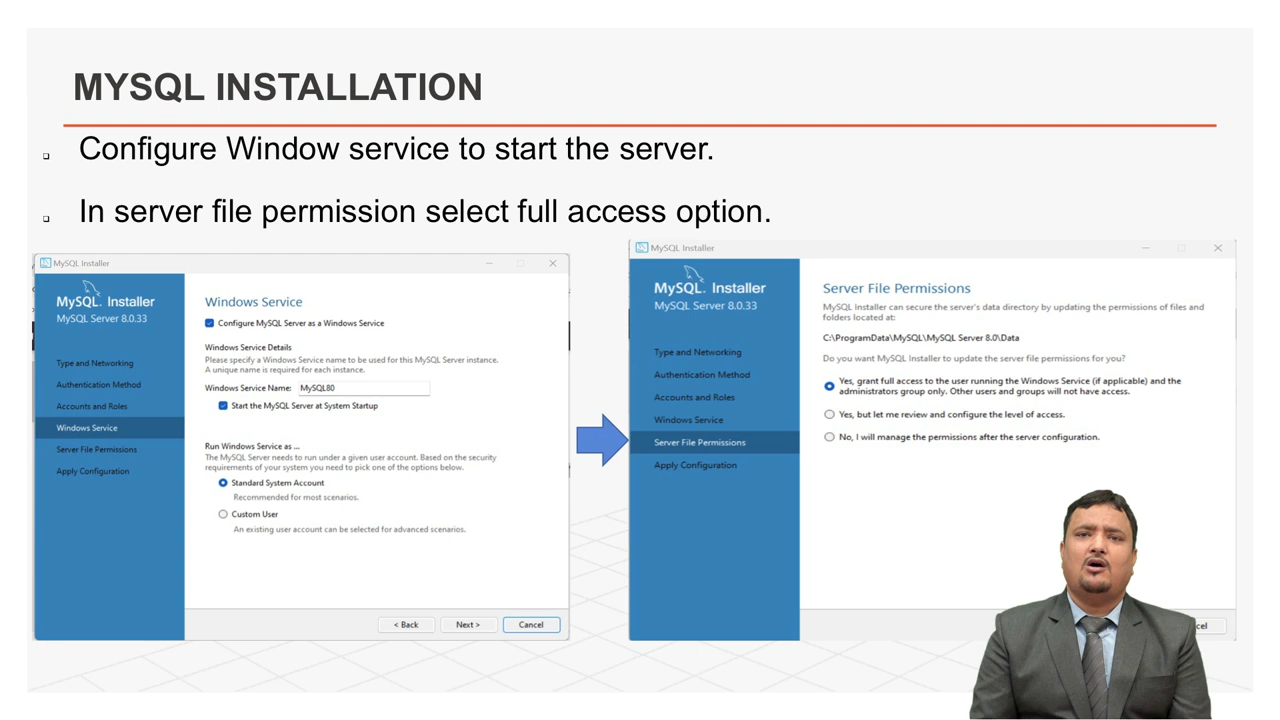 MYSQL INSTALLATION
Configure Window service to start the server.
In server file permission select full access option.
MySQL Installer
MySQL. Installer
MySQL Server 8.0.33
Type and Networking
Authentication Method
Accounts and Roles
Windows Service
Server File Permissions
Apply Configuration
Windows Service
Configure MySQL Server as a Windows Service
Windows Service Details
Please specify a Windows Service name to be used for this MySQL Server instance.
A unique name is required for each instance.
Windows Service Name: MySQL80
Start the MySQL Server at System Startup
Run Windows Service as ...
The MySQL Server needs to run under a given user account. Based on the security
requirements of your system you need to pick one of the options below.
Standard System Account
Recommended for most scenarios.
Custom User
An existing user account can be selected for advanced scenarios.
< Back
Next >
Cancel
MySQL Installer
MySQL. Installer
MySQL Server 8.0.33
Type and Networking
Authentication Method
Accounts and Roles
Windows Service
Server File Permissions
Apply Configuration
Server File Permissions
MySQL Installer can secure the server's data directory by updating the permissions of files and
folders located at:
C:\ProgramData\MySQL\MySQL Server 8.0\Data
Do you want MySQL Installer to update the server file permissions for you?
Yes, grant full access to the user running the Windows Service (if applicable) and the
administrators group only. Other users and groups will not have access.
Yes, but let me review and configure the level of access.
No, I will manage the permissions after the server configuration.
cel